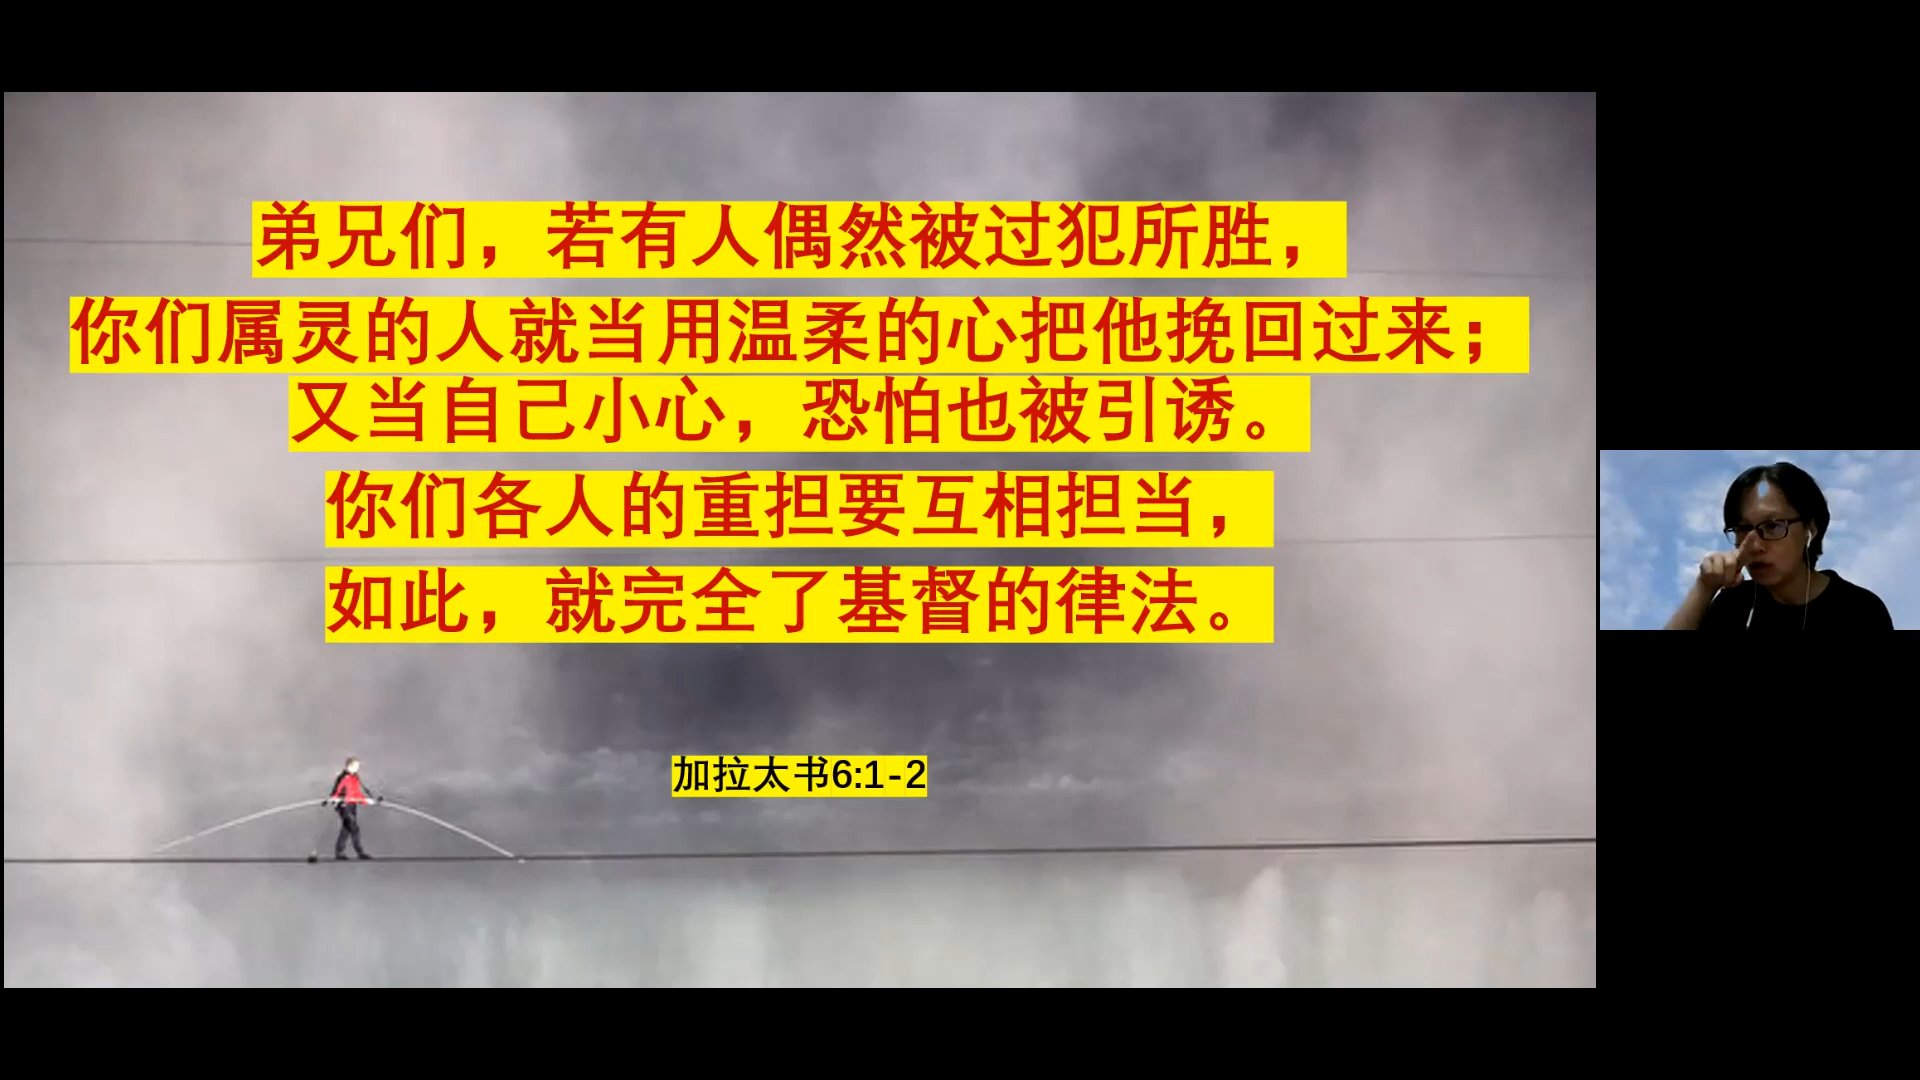 弟兄们，若有人偶然被过犯所胜，
你们属灵的人就当用温柔的心把他挽回过来；
又当自己小心，恐怕也被引诱。
你们各人的重担要互相担当，
如此，就完全了基督的律法。
加拉太书6:1-2